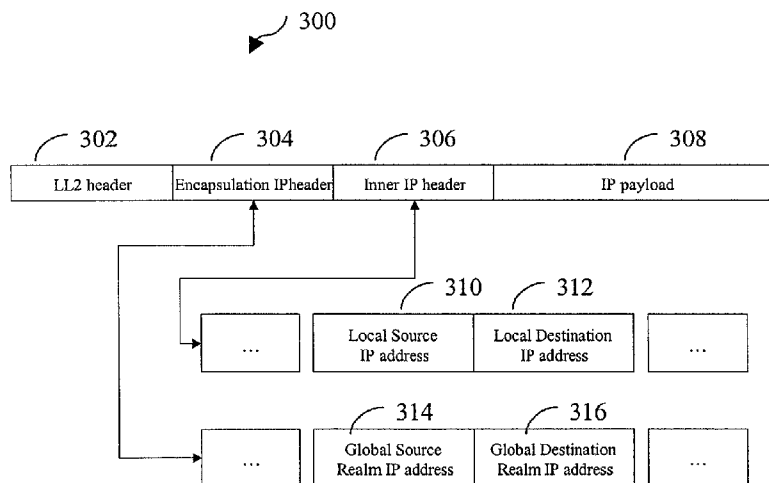 300
302 304 306 308
LL2 header Encapsulation IPheader Inner IP header IP payload
310 312
... Local Source IP address Local Destination IP address ...
314 316
... Global Source Realm IP address Global Destination Realm IP address ...